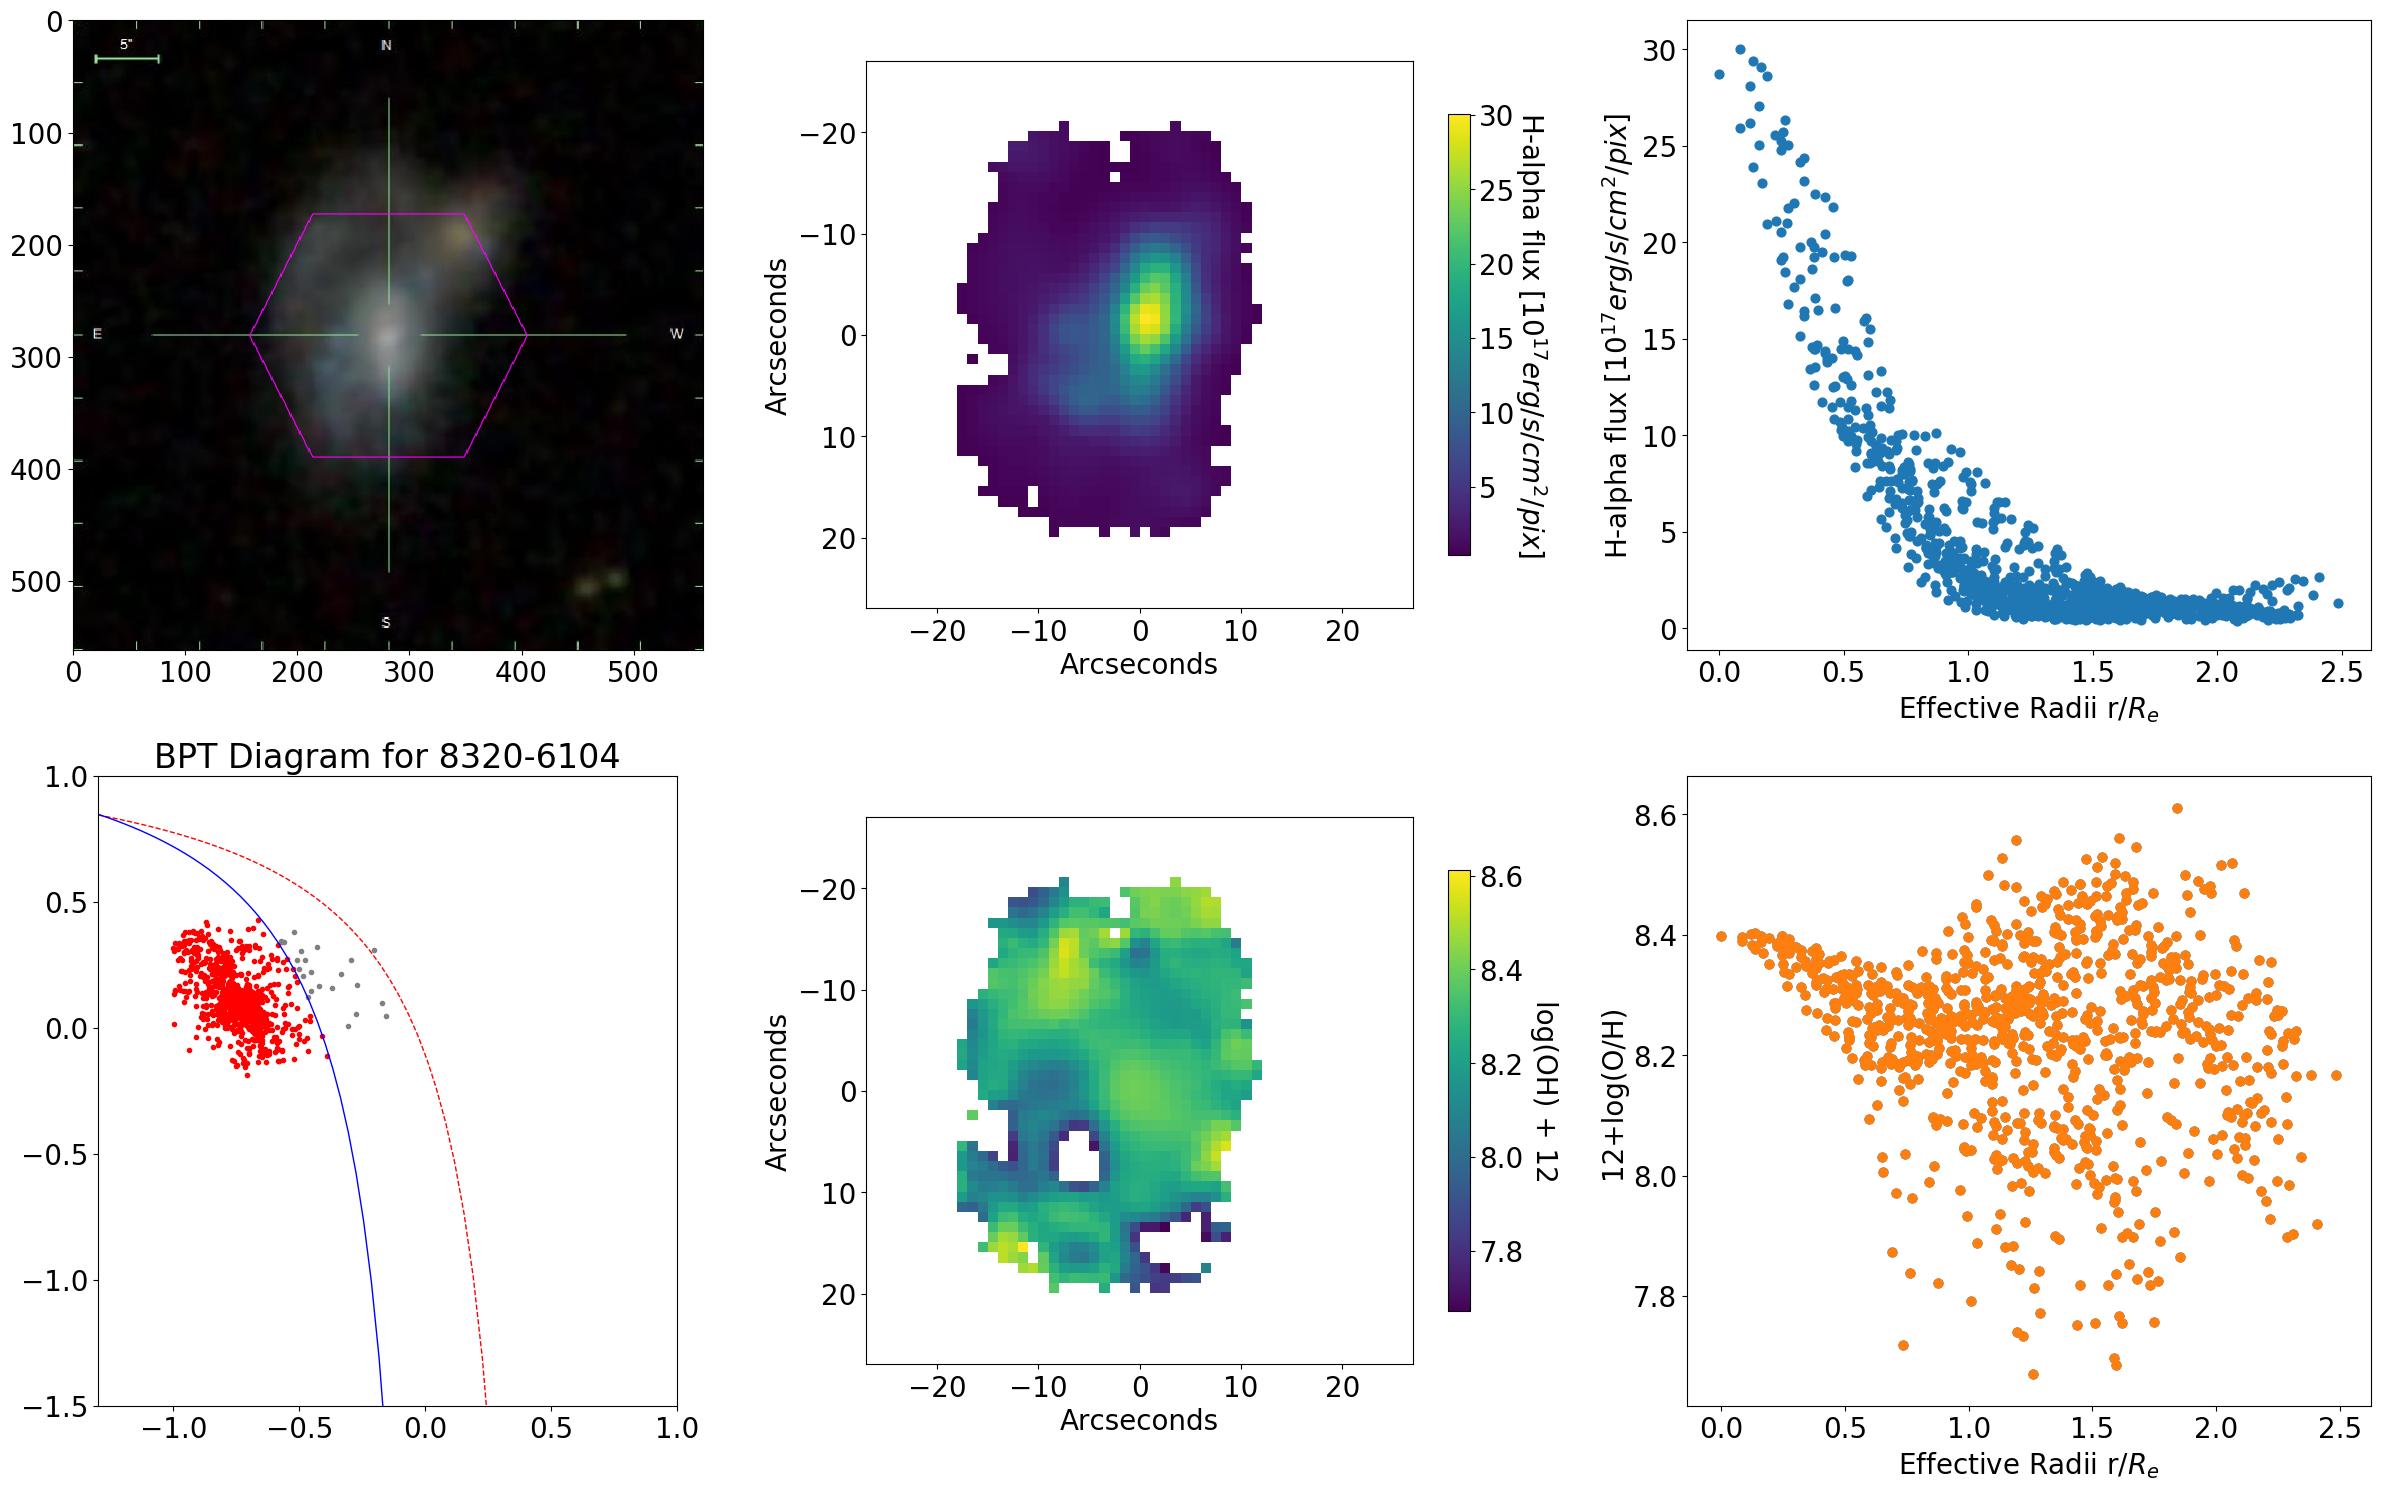 0
100
200
300
400
500
0 100 200 300 400 500
5"
N
E
W
S
−20
−10
0
10
20
Arcseconds
−20 −10 0 10 20
Arcseconds
30
25
20
15
10
5
H-alpha flux [10^{17}erg/s/cm^2/pix]
30
25
20
15
10
5
0
H-alpha flux [10^{17}erg/s/cm^2/pix]
0.0 0.5 1.0 1.5 2.0 2.5
Effective Radii r/R_e
BPT Diagram for 8320-6104
1.0
0.5
0.0
−0.5
−1.0
−1.5
−1.0 −0.5 0.0 0.5 1.0
−20
−10
0
10
20
Arcseconds
−20 −10 0 10 20
Arcseconds
8.6
8.4
8.2
8.0
7.8
log(OH) + 12
8.6
8.4
8.2
8.0
7.8
12+log(O/H)
0.0 0.5 1.0 1.5 2.0 2.5
Effective Radii r/R_e